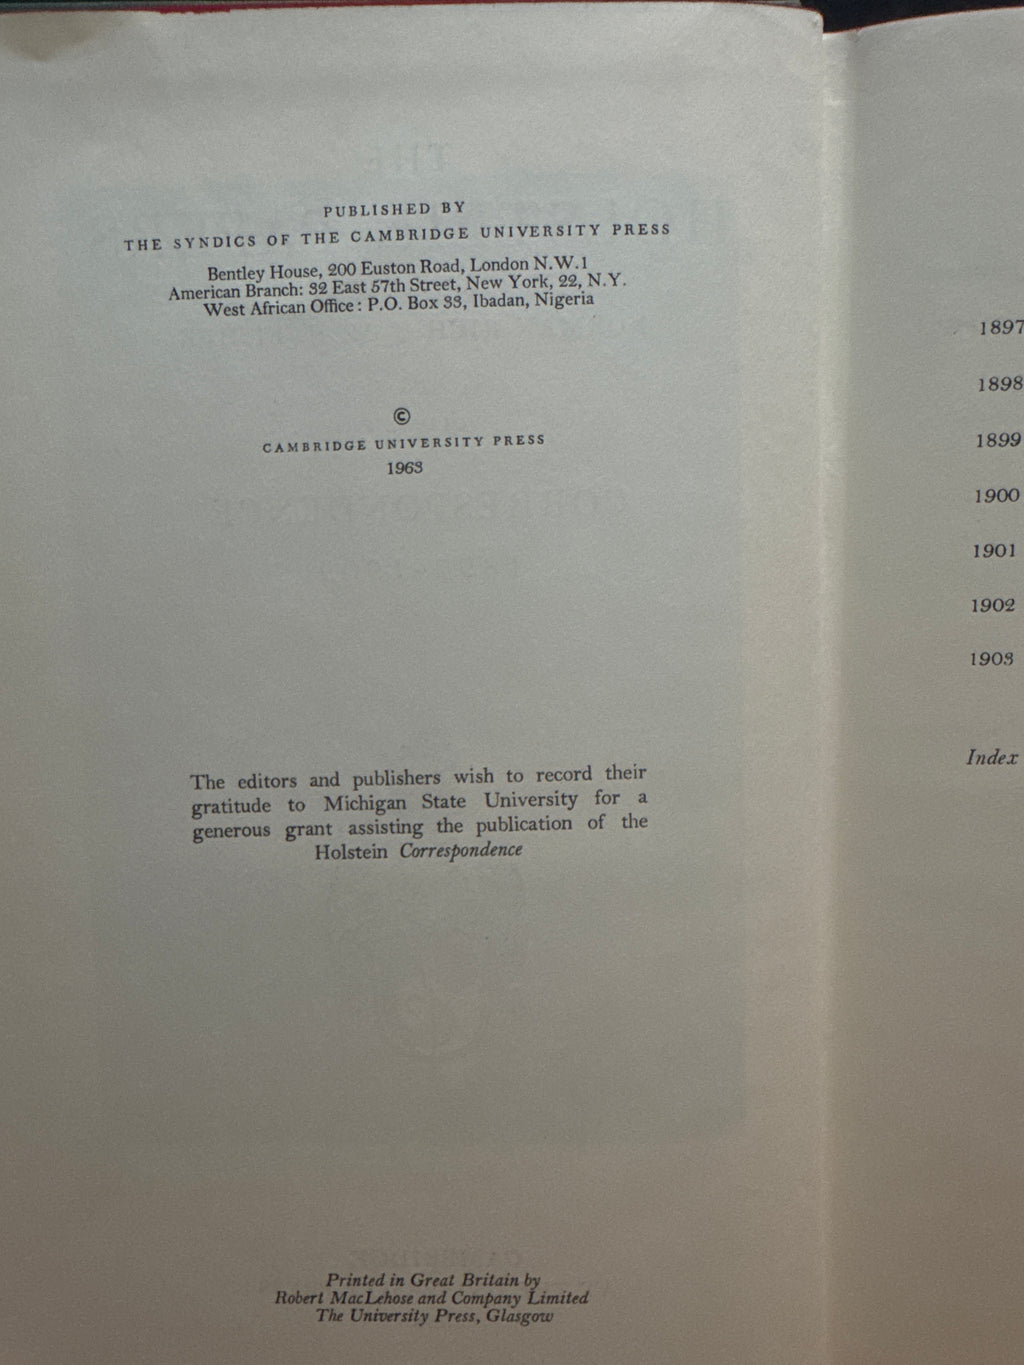 PUBLISHED BY
THE SYNDICS OF THE CAMBRIDGE UNIVERSITY PRESS
Bentley House, 200 Euston Road, London N.W.1
American Branch: 32 East 57th Street, New York, 22, N.Y.
West African Office: P.O. Box 33, Ibadan, Nigeria
©
CAMBRIDGE UNIVERSITY PRESS
1963
The editors and publishers wish to record their
gratitude to Michigan State University for a
generous grant assisting the publication of the
Holstein Correspondence
Printed in Great Britain by
Robert MacLehose and Company Limited
The University Press, Glasgow
1897
1898
1899
1900
1901
1902
1903
Index